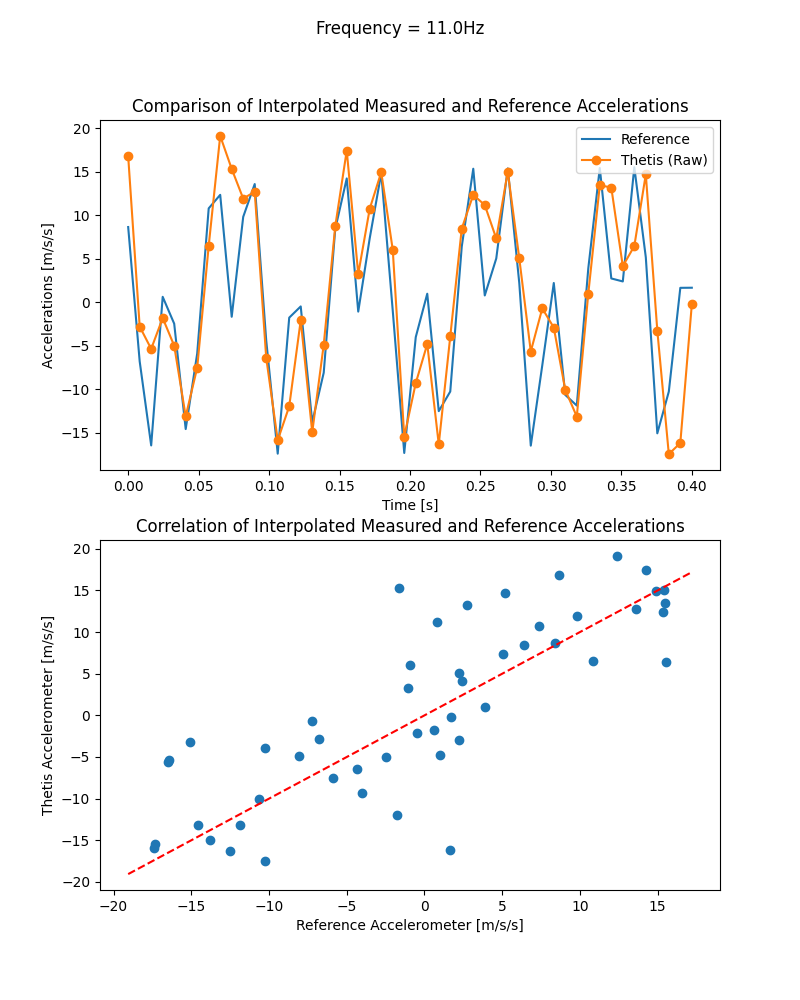 Frequency = 11.0Hz
Comparison of Interpolated Measured and Reference Accelerations
Accelerations [m/s/s]
20
15
10
5
0
−5
−10
−15
Reference
Thetis (Raw)
0.00 0.05 0.10 0.15 0.20 0.25 0.30 0.35 0.40
Time [s]
Correlation of Interpolated Measured and Reference Accelerations
Thetis Accelerometer [m/s/s]
20
15
10
5
0
−5
−10
−15
−20
−20 −15 −10 −5 0 5 10 15
Reference Accelerometer [m/s/s]